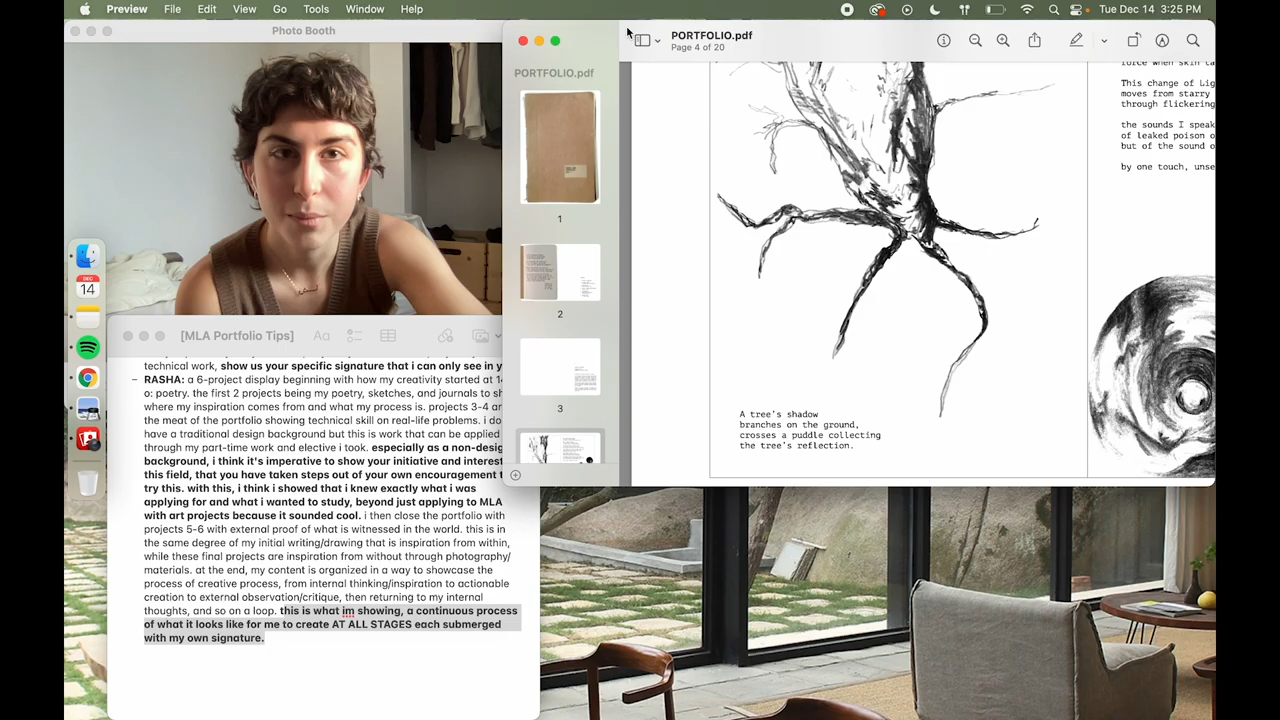 Preview File Edit View Go Tools Window Help
Tue Dec 14 3:25 PM
Photo Booth
PORTFOLIO.pdf
Page 4 of 20
PORTFOLIO.pdf
1
2
3
DEC
14
force when skin
This change of Lig
moves from starry
through flickering
the sounds I speak
of leaked poison o
but of the sound o
by one touch, unse
A tree's shadow
branches on the ground,
crosses a puddle collecting
the tree's reflection.
[MLA Portfolio Tips]
Aa
technical work, show us your specific signature that i can only see in y
– RASHA: a 6-project display beginning with how my creativity started at 14
o: poetry. the first 2 projects being my poetry, sketches, and journals to sh
where my inspiration comes from and what my process is. projects 3-4 ar
the meat of the portfolio showing technical skill on real-life problems. i do
have a traditional design background but this is work that can be applied
through my part-time work and elective i took. especially as a non-desig
background, i think it's imperative to show your initiative and interest
this field, that you have taken steps out of your own encouragement t
try this. with this, i think i showed that i knew exactly what i was
applying for and what i wanted to study, beyond just applying to MLA
with art projects because it sounded cool. i then close the portfolio with
projects 5-6 with external proof of what is witnessed in the world. this is in
the same degree of my initial writing/drawing that is inspiration from within,
while these final projects are inspiration from without through photography/
materials. at the end, my content is organized in a way to showcase the
process of creative process, from internal thinking/inspiration to actionable
creation to external observation/critique, then returning to my internal
thoughts, and so on a loop. this is what im showing, a continuous process
of what it looks like for me to create AT ALL STAGES each submerged
with my own signature.